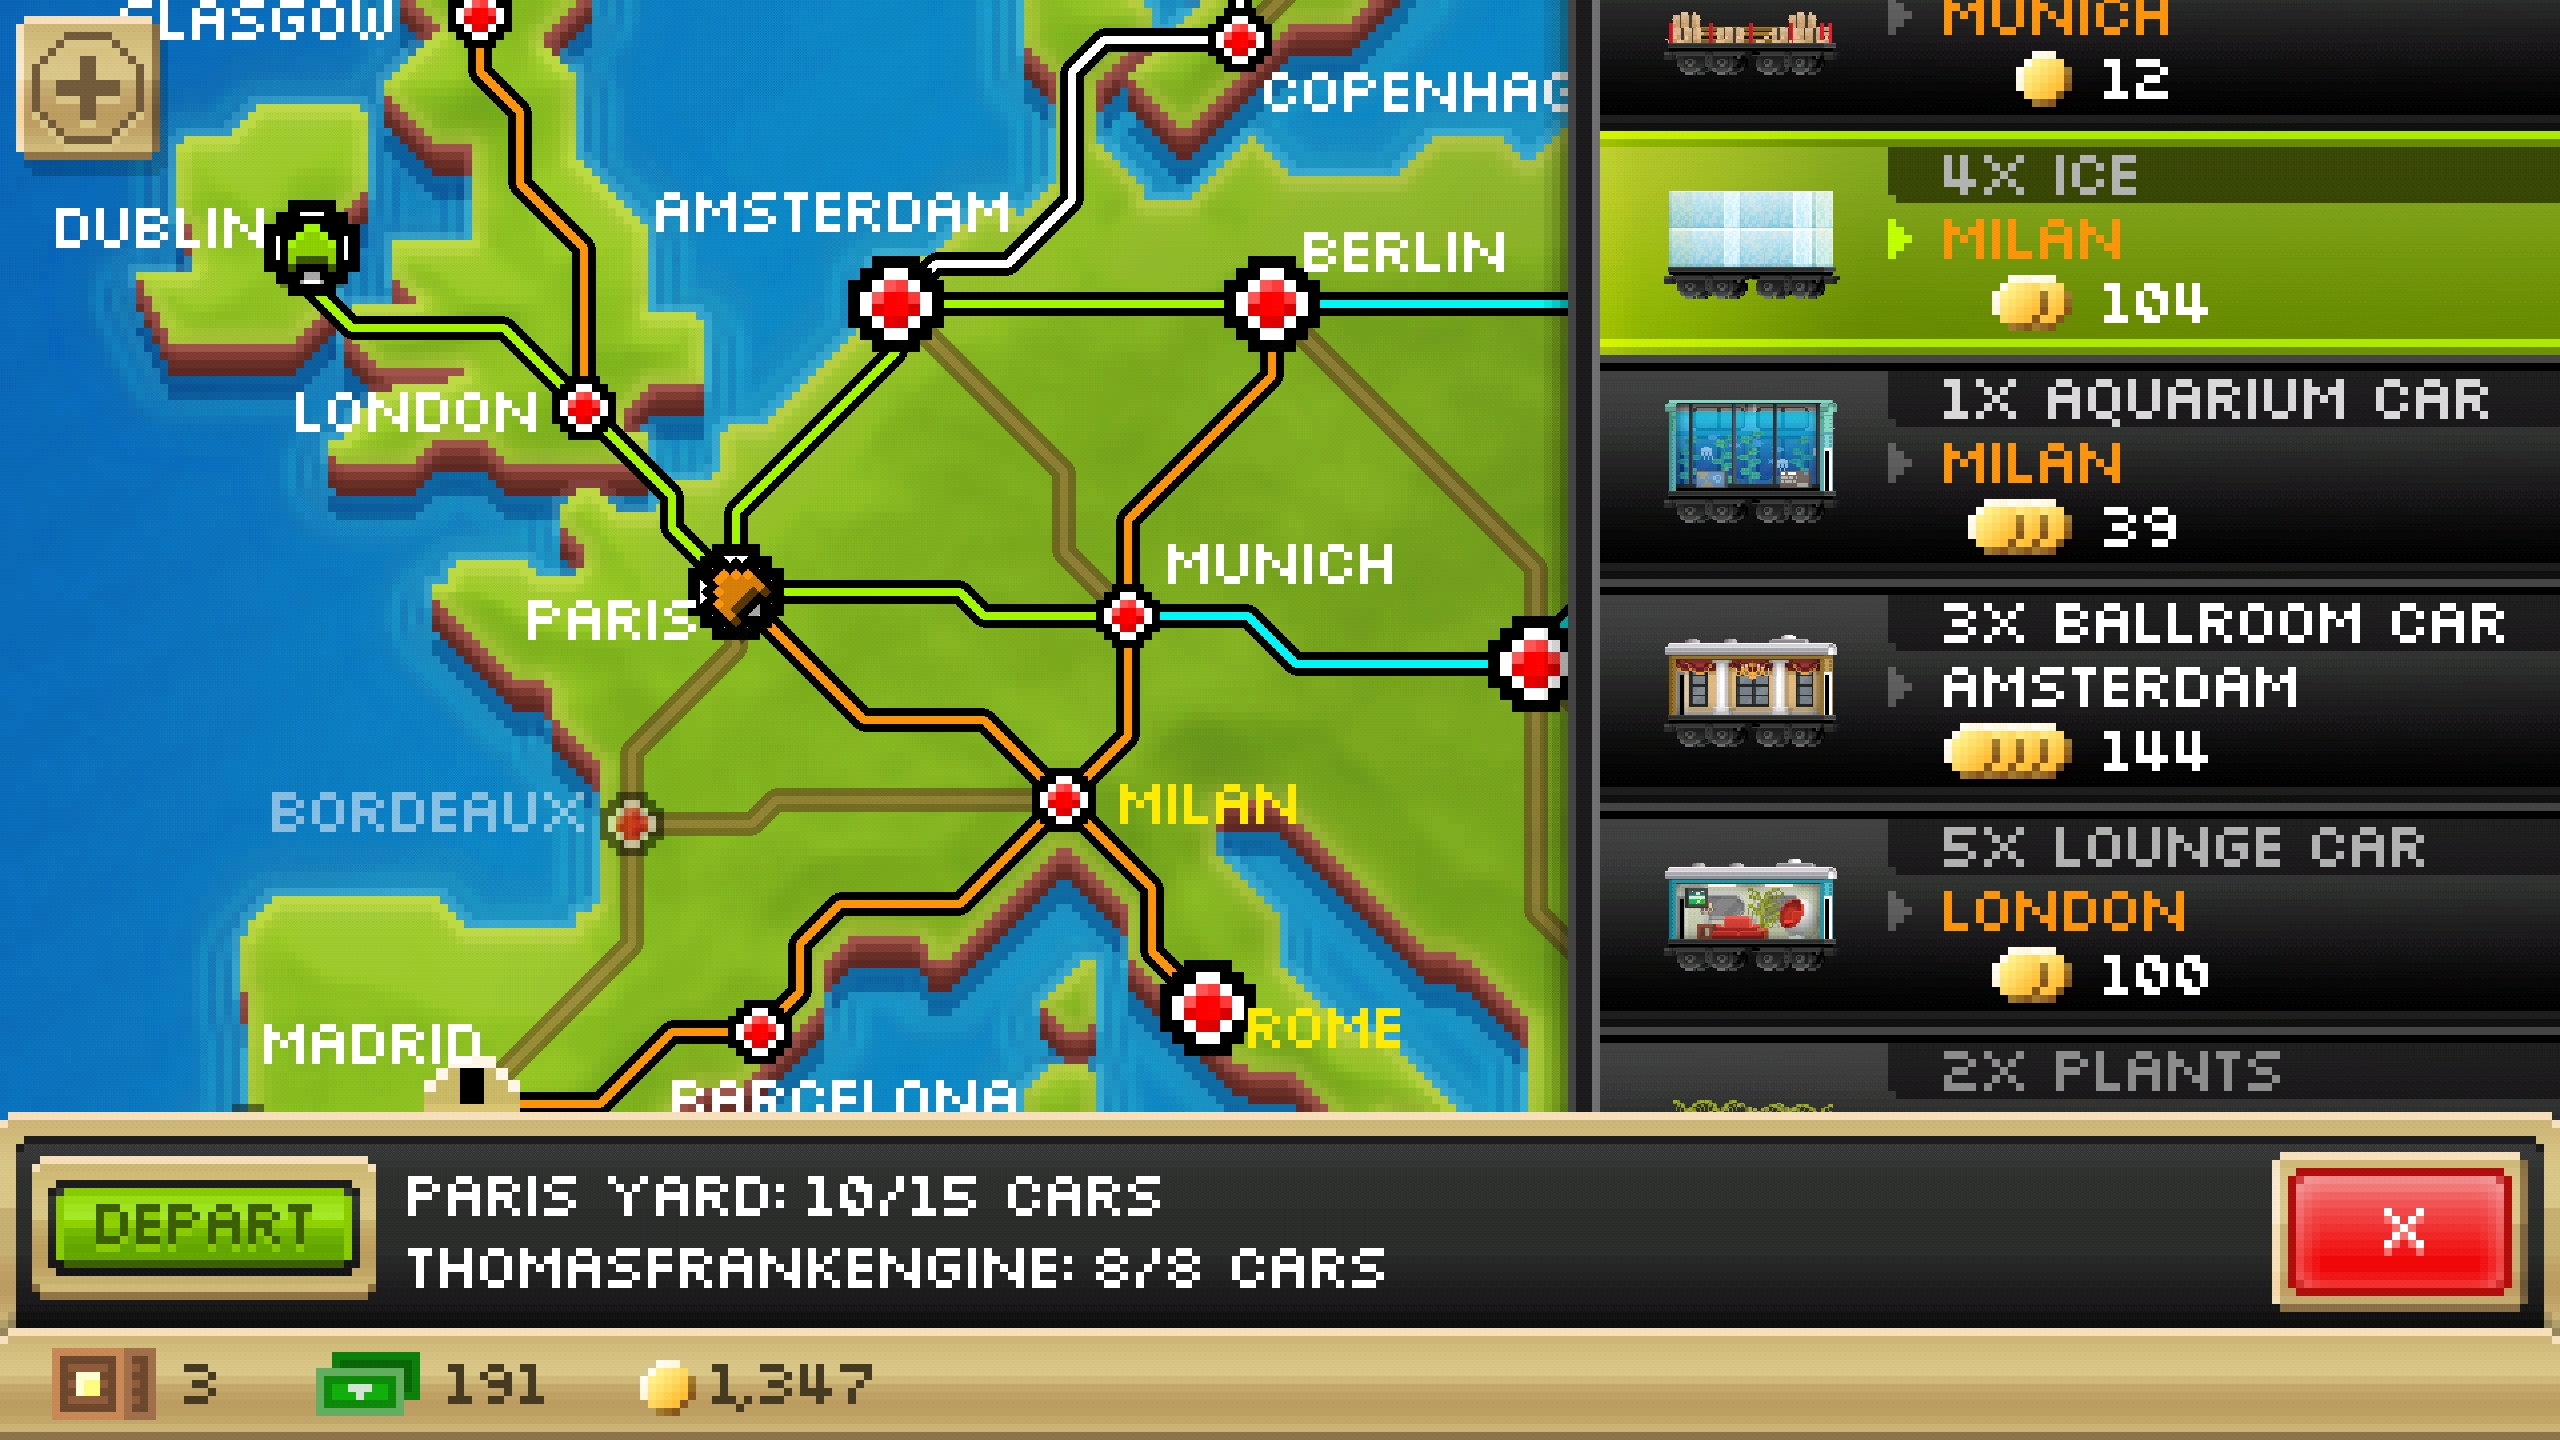 GLASGOW
COPENHAG
DUBLIN
AMSTERDAM
BERLIN
LONDON
MUNICH
PARIS
BORDEAUX
MILAN
MADRID
ROME
BARCELONA
MUNICH
12
4X ICE
MILAN
104
1X AQUARIUM CAR
MILAN
39
3X BALLROOM CAR
AMSTERDAM
144
5X LOUNGE CAR
LONDON
100
2X PLANTS
DEPART
PARIS YARD: 10/15 CARS
THOMASFRANKENGINE: 8/8 CARS
X
3 191 1,347